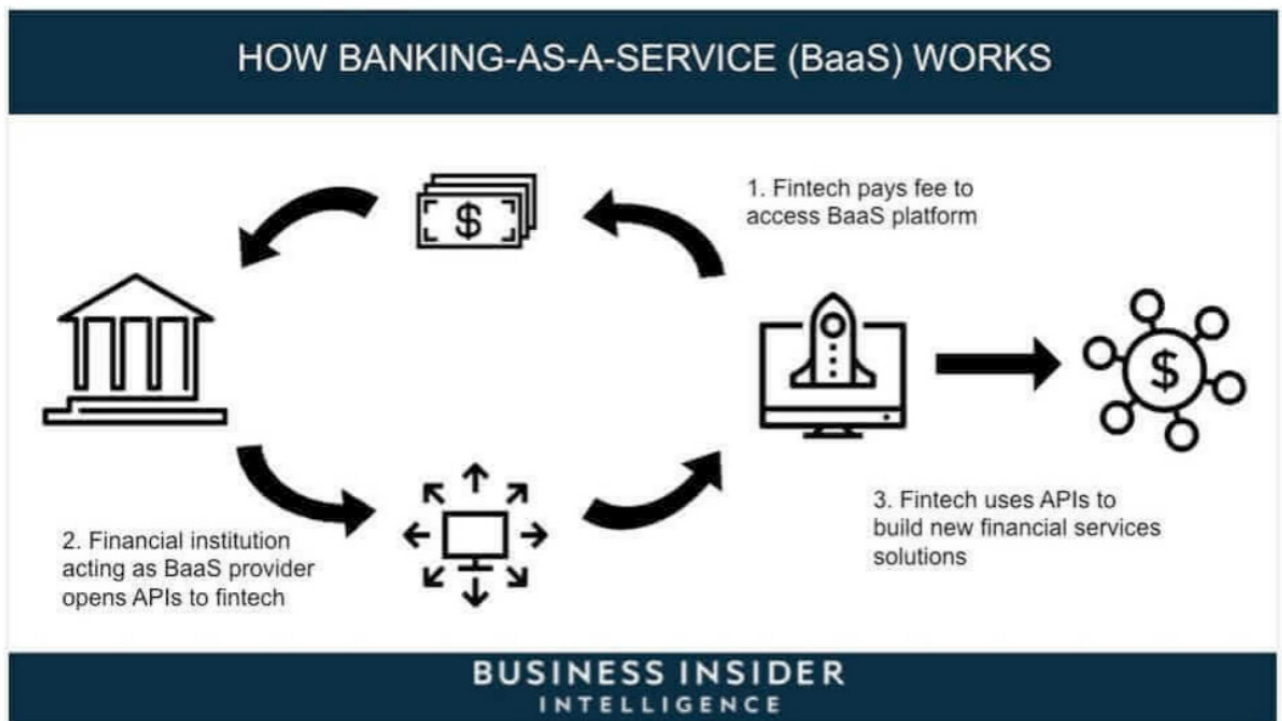 HOW BANKING-AS-A-SERVICE (BaaS) WORKS
$
1. Fintech pays fee to
access BaaS platform
$
2. Financial institution
acting as BaaS provider
opens APIs to fintech
3. Fintech uses APIs to
build new financial services
solutions
BUSINESS INSIDER
INTELLIGENCE